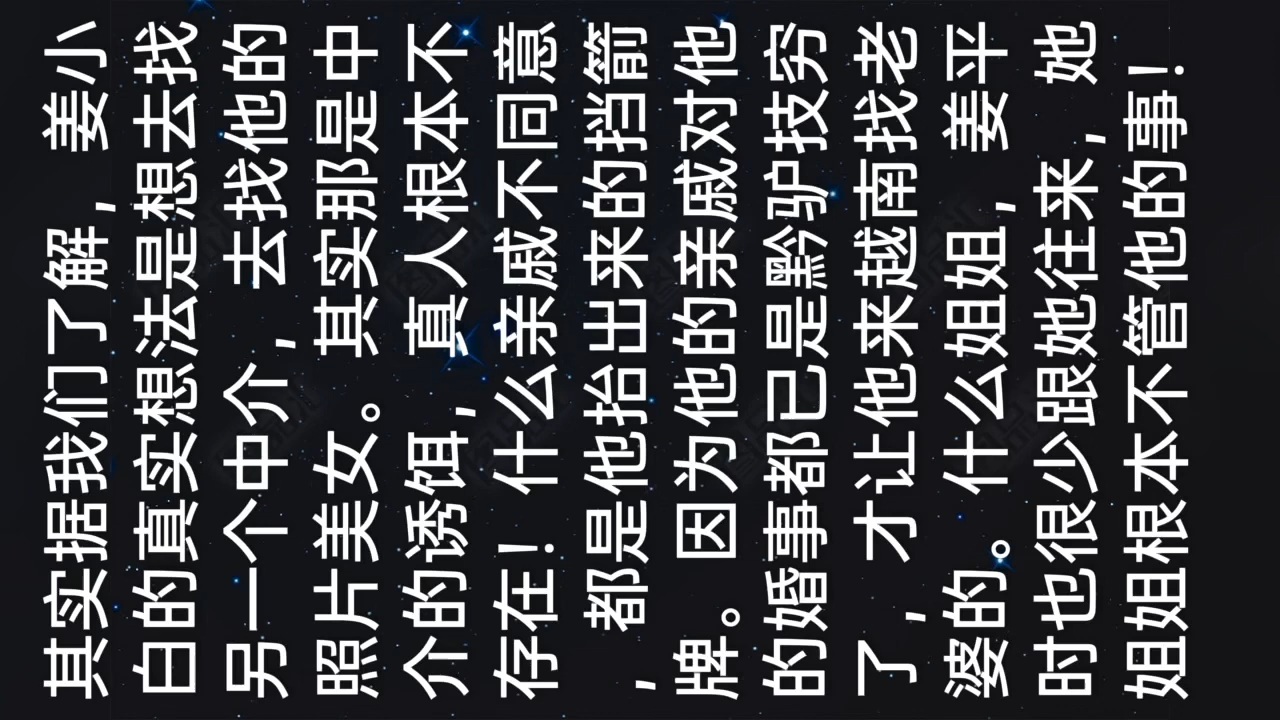 其实据我们了解，姜小
白的真实想法是想去找
另一个中介，去找他的
照片美女。其实那是中
介的诱饵，真人根本不
存在！什么亲戚不同意
，都是他抬出来的挡箭
牌。因为他的亲戚对他
的婚事都已是黔驴技穷
了，才让他来越南找老
婆的。什么姐姐，姜平
时也很少跟她往来，她
姐姐根本不管他的事！